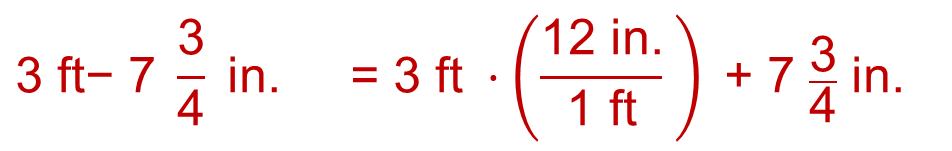 3 ft– 7 3/4 in. = 3 ft · (12 in. / 1 ft) + 7 3/4 in.